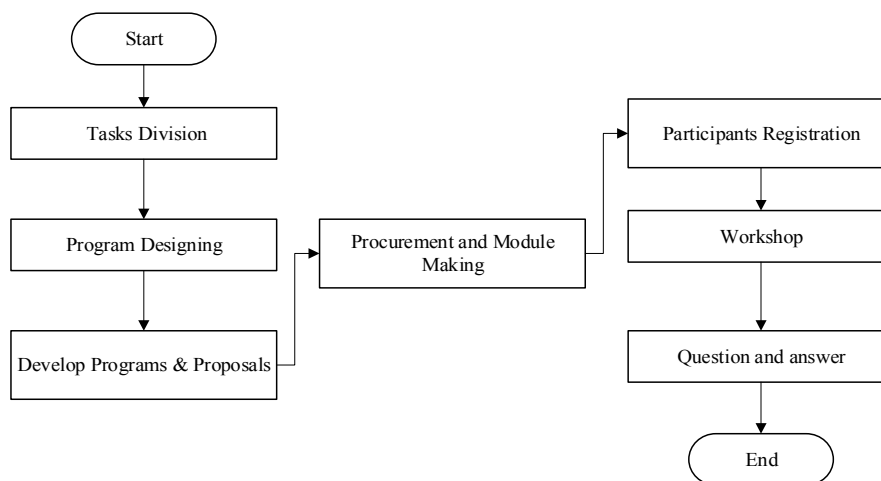 Start
Tasks Division
Program Designing
Develop Programs & Proposals
Procurement and Module
Making
Participants Registration
Workshop
Question and answer
End